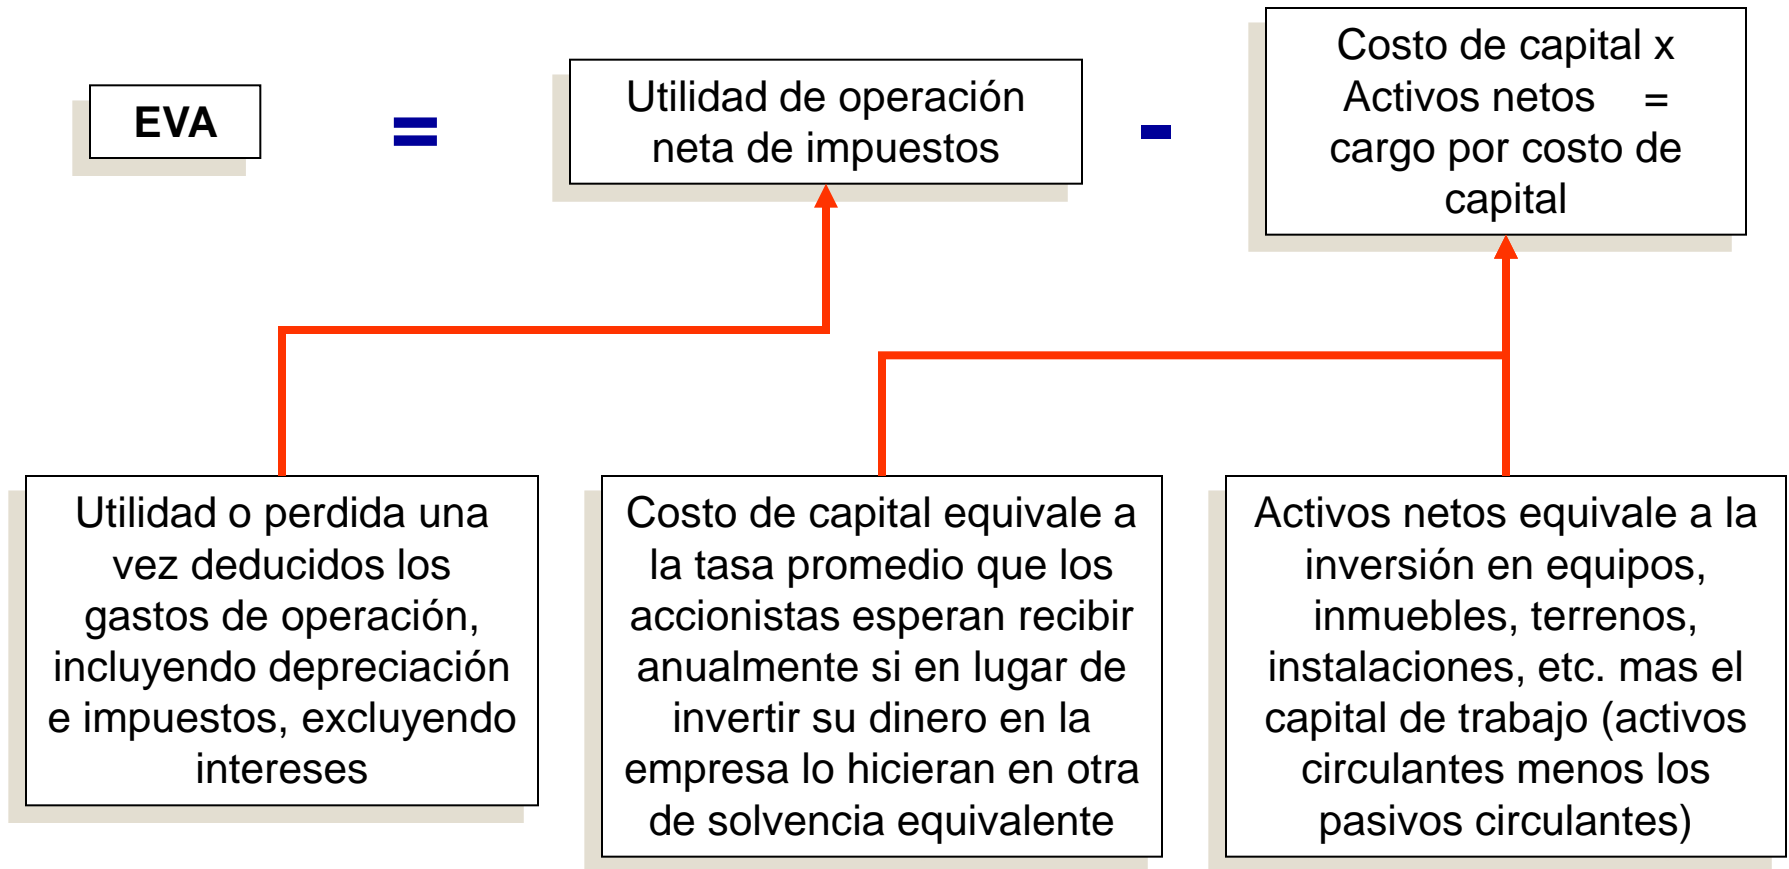 EVA
=
Utilidad de operación
neta de impuestos
-
Costo de capital x
Activos netos =
cargo por costo de
capital
Utilidad o perdida una
vez deducidos los
gastos de operación,
incluyendo depreciación
e impuestos, excluyendo
intereses
Costo de capital equivale a
la tasa promedio que los
accionistas esperan recibir
anualmente si en lugar de
invertir su dinero en la
empresa lo hicieran en otra
de solvencia equivalente
Activos netos equivale a la
inversión en equipos,
inmuebles, terrenos,
instalaciones, etc. mas el
capital de trabajo (activos
circulantes menos los
pasivos circulantes)